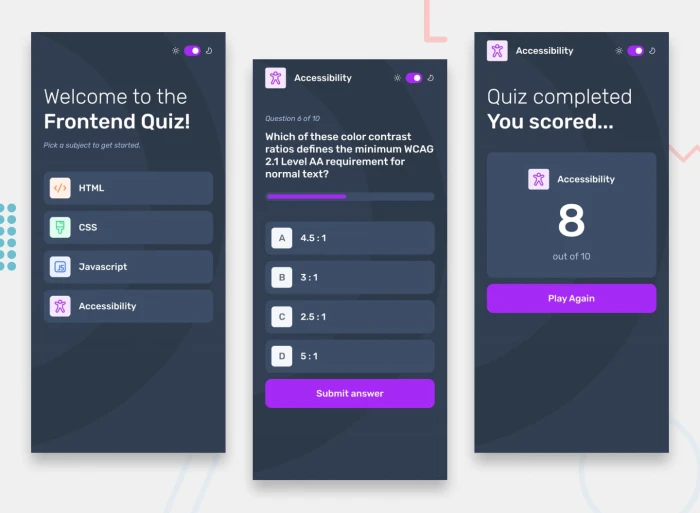 Welcome to the
Frontend Quiz!
Pick a subject to get started.
HTML
CSS
JS
Javascript
Accessibility
Accessibility
Question 6 of 10
Which of these color contrast
ratios defines the minimum WCAG
2.1 Level AA requirement for
normal text?
A 4.5 : 1
B 3 : 1
C 2.5 : 1
D 5 : 1
Submit answer
Accessibility
Quiz completed
You scored...
Accessibility
8
out of 10
Play Again